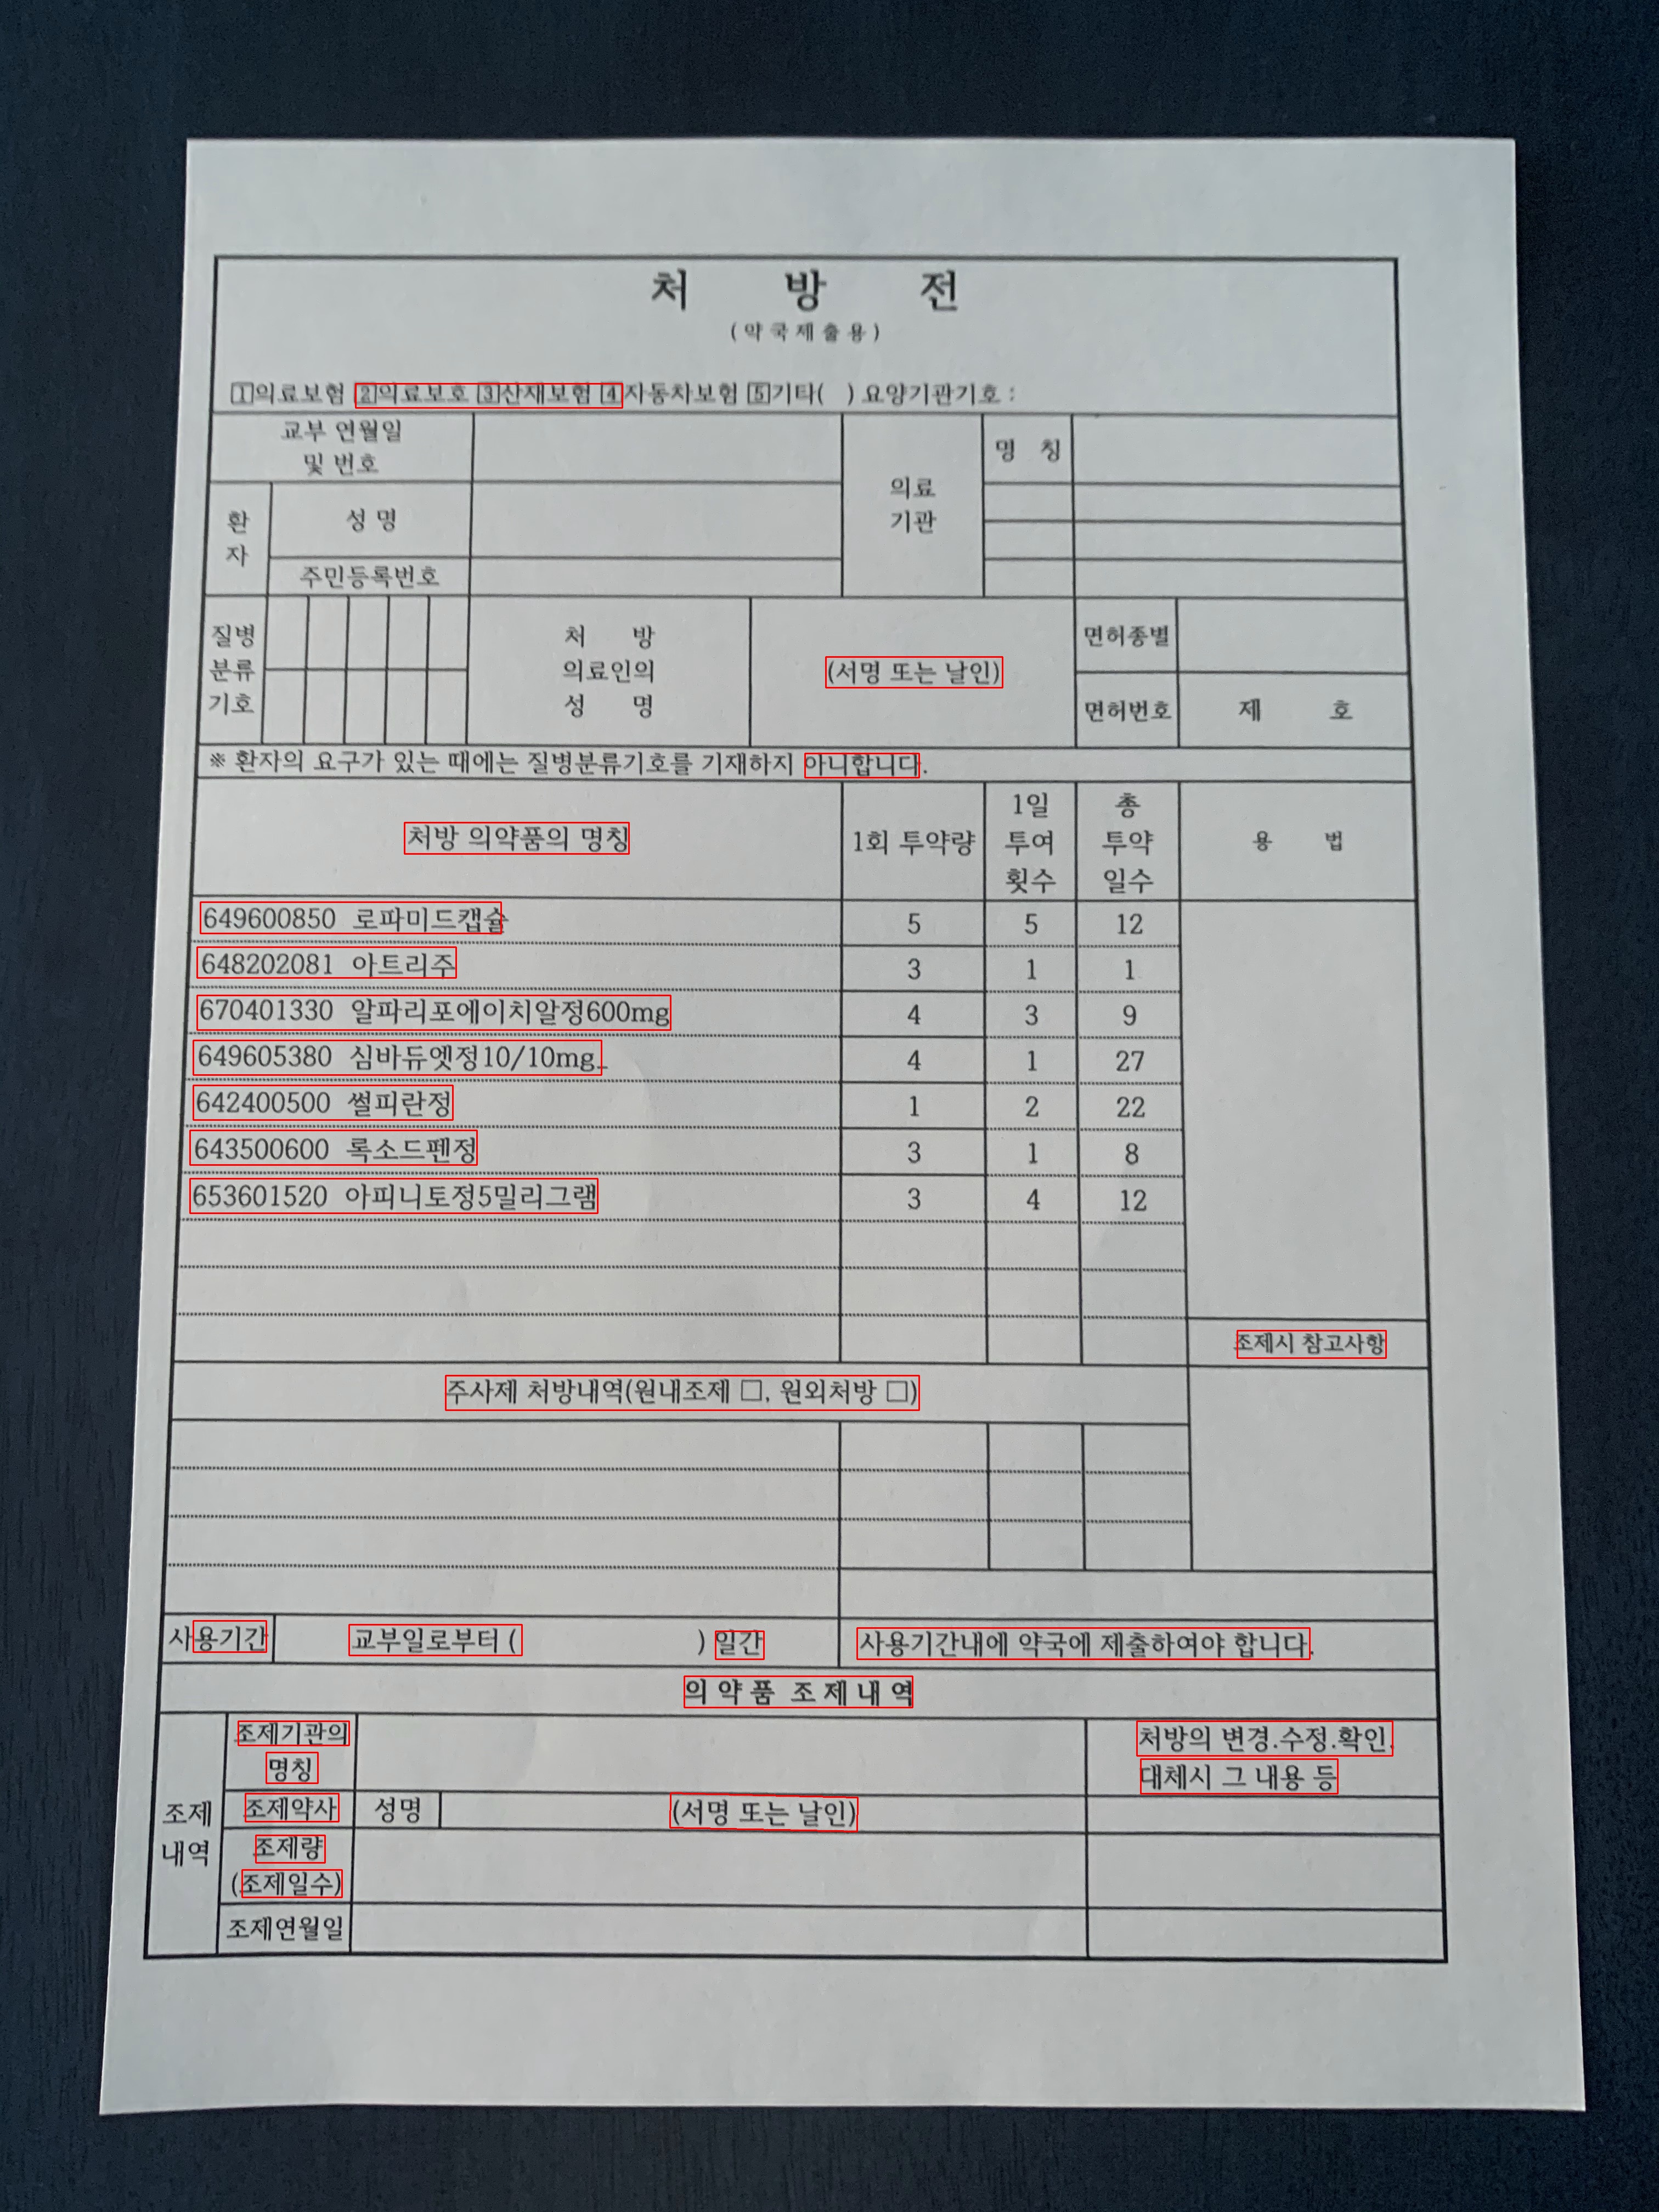 처 방 전
(약국제출용)
1의료보험 2의료보호 3산재보험 4자동차보험 5기타( ) 요양기관기호 :
교부 연월일
및 번호
환
자
성 명
주민등록번호
의료
기관
명 칭
질병
분류
기호
처 방
의료인의
성 명
(서명 또는 날인)
면허종별
면허번호
제 호
※ 환자의 요구가 있는 때에는 질병분류기호를 기재하지 아니합니다.
처방 의약품의 명칭
1회 투약량
1일
투여
횟수
총
투약
일수
용 법
649600850 로파미드캡슐 5 5 12
648202081 아트리주 3 1 1
670401330 알파리포에이치알정600mg 4 3 9
649605380 심바듀엣정10/10mg_ 4 1 27
642400500 썰피란정 1 2 22
643500600 록소드펜정 3 1 8
653601520 아피니토정5밀리그램 3 4 12
조제시 참고사항
주사제 처방내역(원내조제 □, 원외처방 □)
사용기간 교부일로부터 ( ) 일간 사용기간내에 약국에 제출하여야 합니다.
의 약 품 조 제 내 역
조제
내역
조제기관의
명칭
처방의 변경.수정.확인,
대체시 그 내용 등
조제약사 성명 (서명 또는 날인)
조제량
(조제일수)
조제연월일